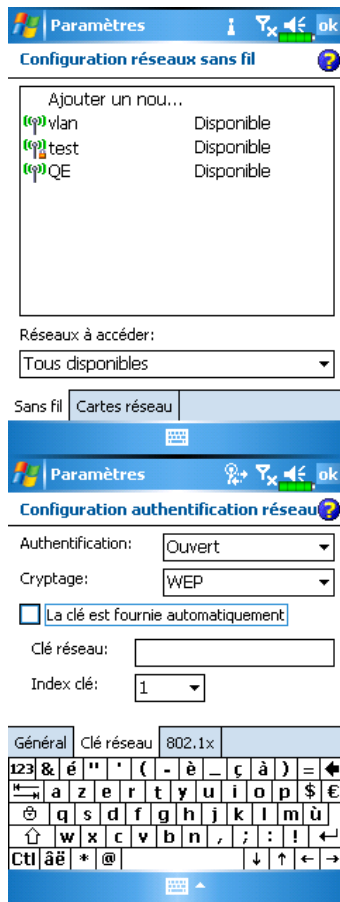 Paramètres ok
Configuration réseaux sans fil ?
Ajouter un nou...
vlan Disponible
test Disponible
QE Disponible
Réseaux à accéder:
Tous disponibles
Sans fil Cartes réseau
Paramètres ok
Configuration authentification réseau ?
Authentification: Ouvert
Cryptage: WEP
La clé est fournie automatiquement
Clé réseau:
Index clé: 1
Général Clé réseau 802.1x
123 & é " ' ( - è _ ç à ) =
a z e r t y u i o p $ €
q s d f g h j k l m ù
w x c v b n , ; : !
Ctl âë * @ ↓ ↑ ← →